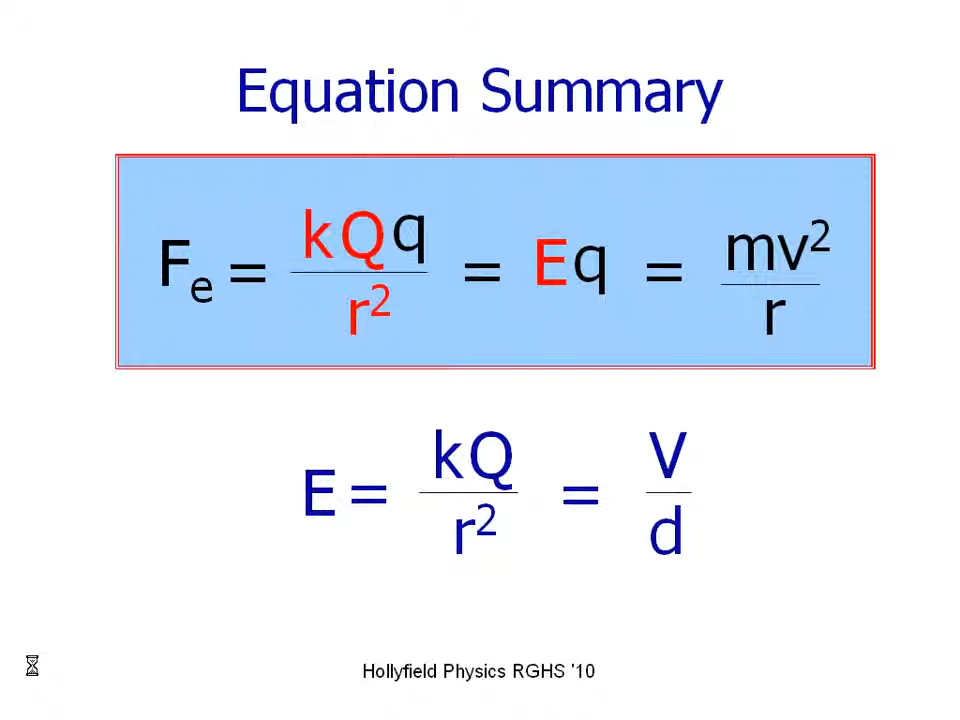 Equation Summary
Fₑ = kQq/r² = Eq = mv²/r
E = kQ/r² = V/d
Hollyfield Physics RGHS '10